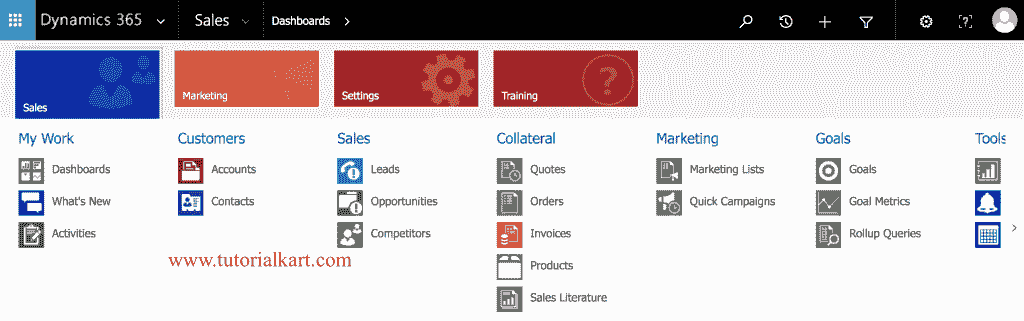 Dynamics 365 Sales Dashboards
Sales Marketing Settings Training
My Work Customers Sales Collateral Marketing Goals Tools
Dashboards Accounts Leads Quotes Marketing Lists Goals
What's New Contacts Opportunities Orders Quick Campaigns Goal Metrics
Activities Competitors Invoices Rollup Queries
www.tutorialkart.com
Products
Sales Literature